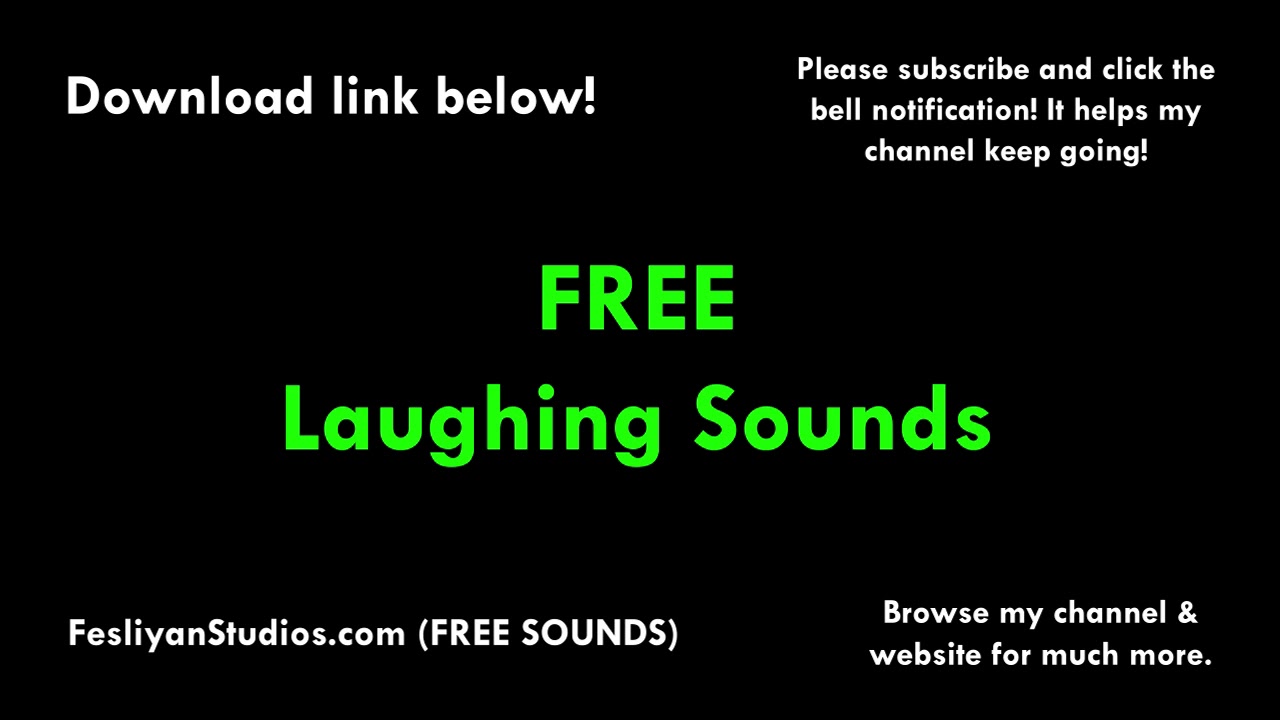 Download link below!
Please subscribe and click the
bell notification! It helps my
channel keep going!
FREE
Laughing Sounds
FesliyanStudios.com (FREE SOUNDS)
Browse my channel &
website for much more.